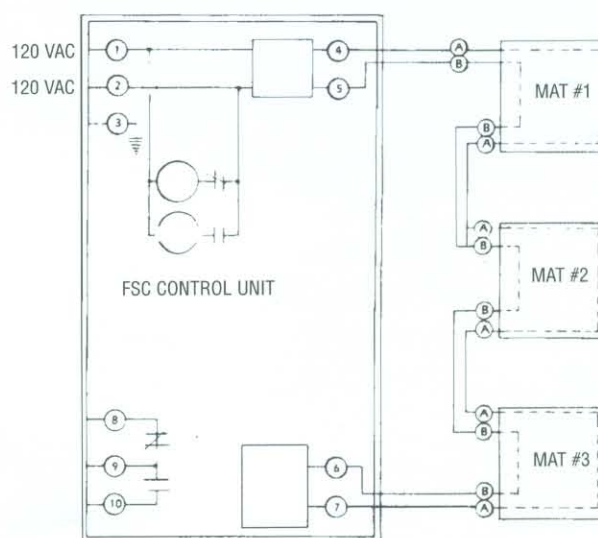 120 VAC 1 4 A
B MAT #1
120 VAC 2 5
3
B
A
A
B
MAT #2
FSC CONTROL UNIT
B
A
8
A
B
MAT #3
9 6
B
10 7 A